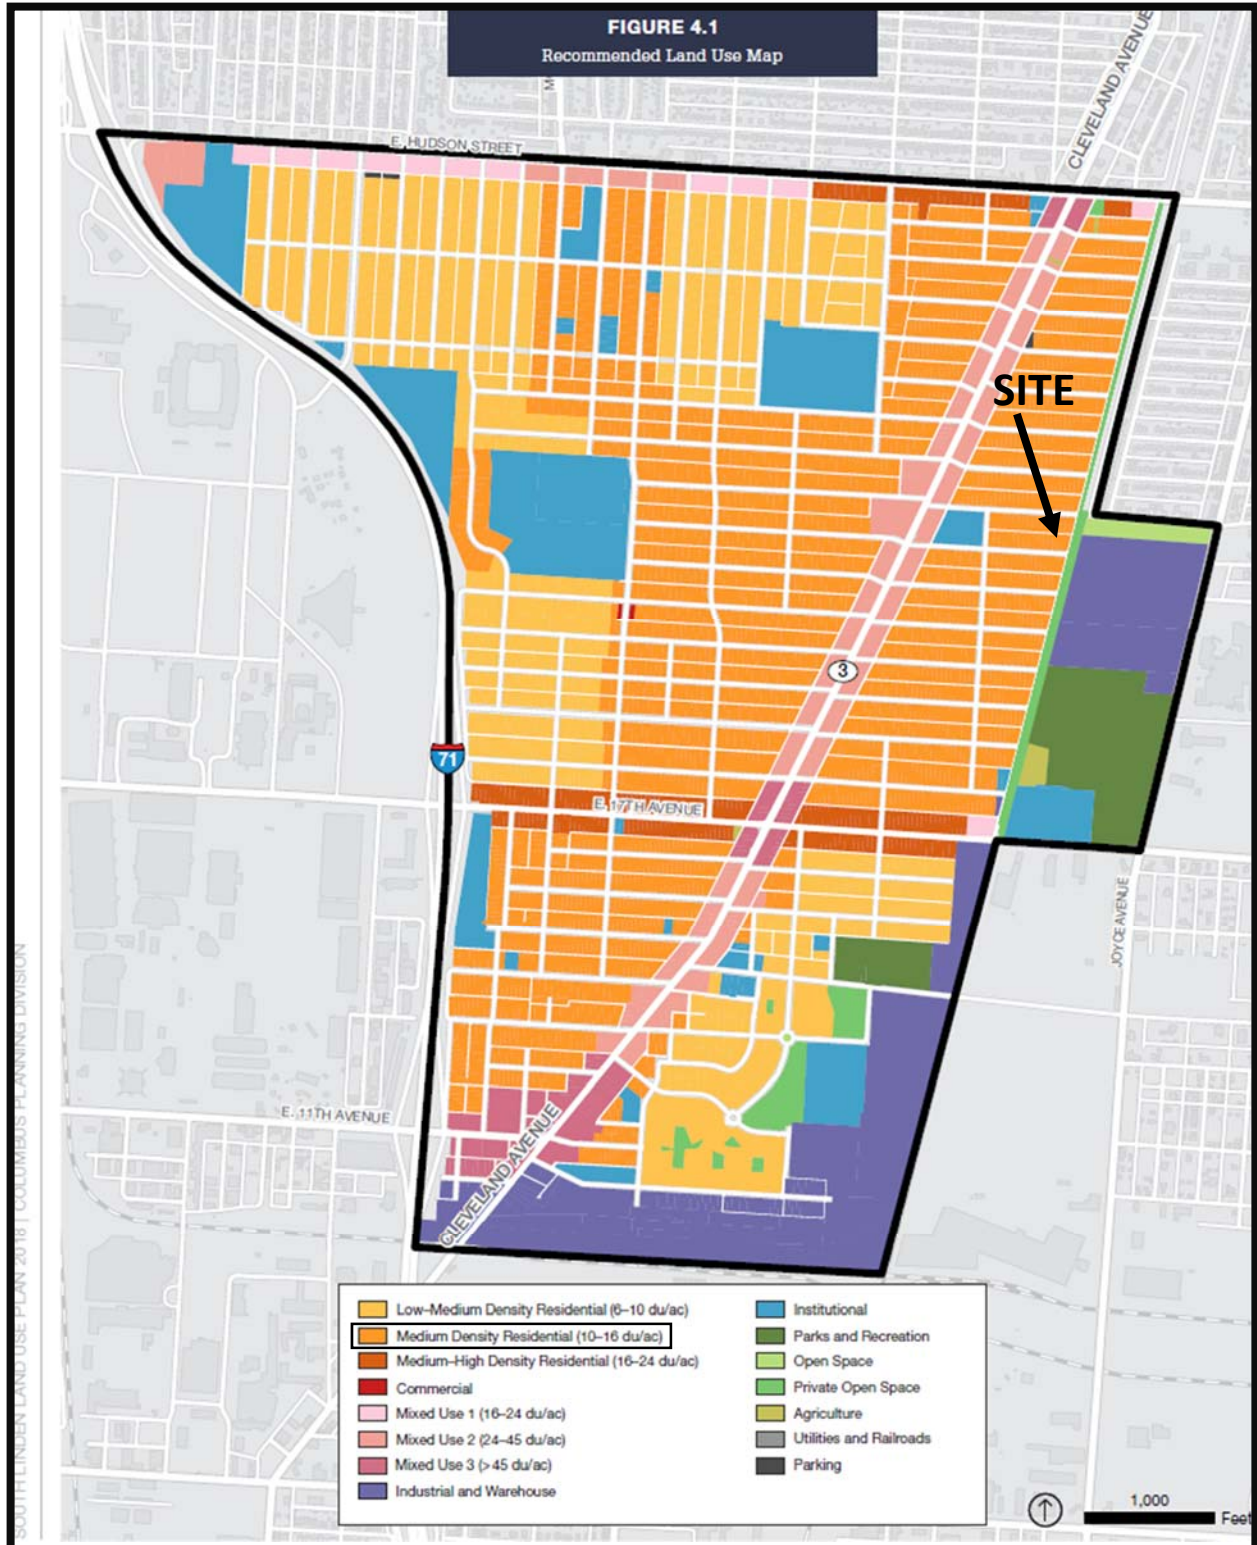 FIGURE 4.1
Recommended Land Use Map
CLEVELAND AVENUE
E. HUDSON STREET
SITE
3
71
E. 17TH AVENUE
JOYCE AVENUE
E. 11TH AVENUE
CLEVELAND AVENUE
SOUTH LINDEN LAND USE PLAN 2018 | COLUMBUS PLANNING DIVISION
Low–Medium Density Residential (6–10 du/ac)
Medium Density Residential (10–16 du/ac)
Medium–High Density Residential (16–24 du/ac)
Commercial
Mixed Use 1 (16–24 du/ac)
Mixed Use 2 (24–45 du/ac)
Mixed Use 3 (>45 du/ac)
Industrial and Warehouse
Institutional
Parks and Recreation
Open Space
Private Open Space
Agriculture
Utilities and Railroads
Parking
1,000
Feet